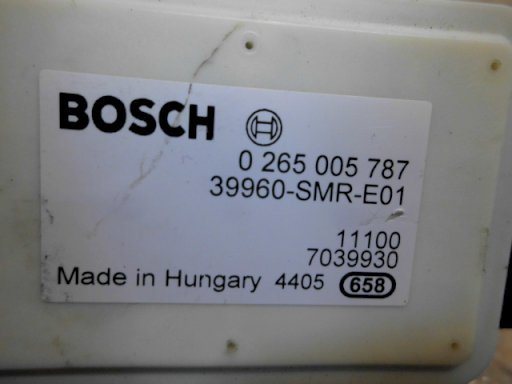 BOSCH
0 265 005 787
39960-SMR-E01
11100
7039930
Made in Hungary 4405 658